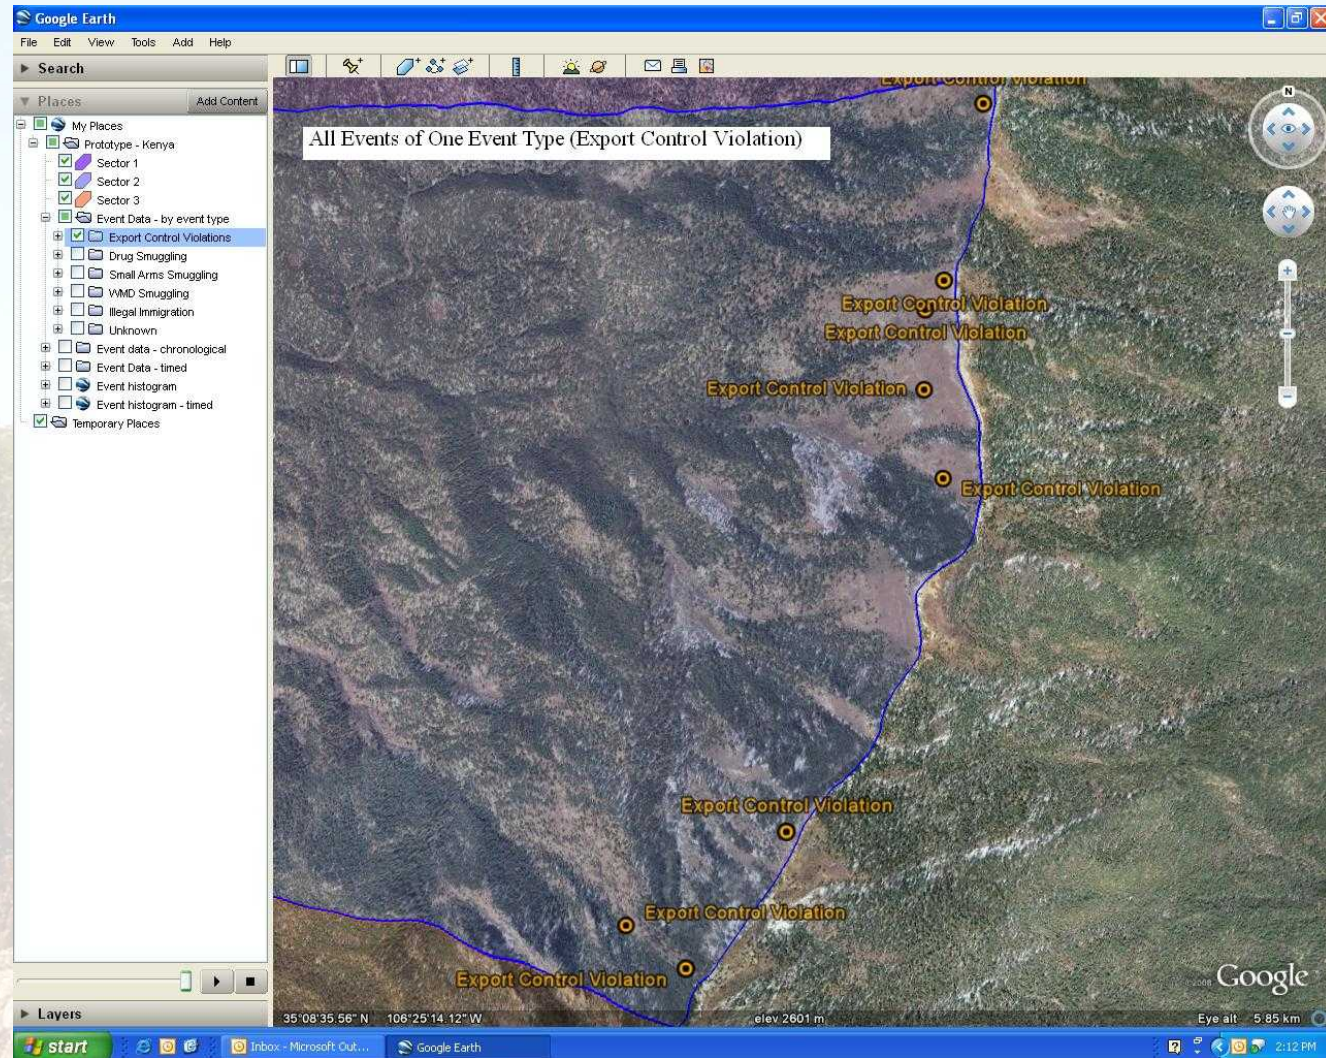 Google Earth
File Edit View Tools Add Help
Search
Places Add Content
My Places
Prototype - Kenya
Sector 1
Sector 2
Sector 3
Event Data - by event type
Export Control Violations
Drug Smuggling
Small Arms Smuggling
WMD Smuggling
Illegal Immigration
Unknown
Event data - chronological
Event Data - timed
Event histogram
Event histogram - timed
Temporary Places
Layers
Export Control Violation
N
All Events of One Event Type (Export Control Violation)
Export Control Violation
Export Control Violation
Export Control Violation
Export Control Violation
Export Control Violation
Export Control Violation
Export Control Violation
2008 Google
35°08'35.56" N 106°25'14.12" W elev 2601 m Eye alt 5.85 km
start Inbox - Microsoft Out... Google Earth 2:12 PM